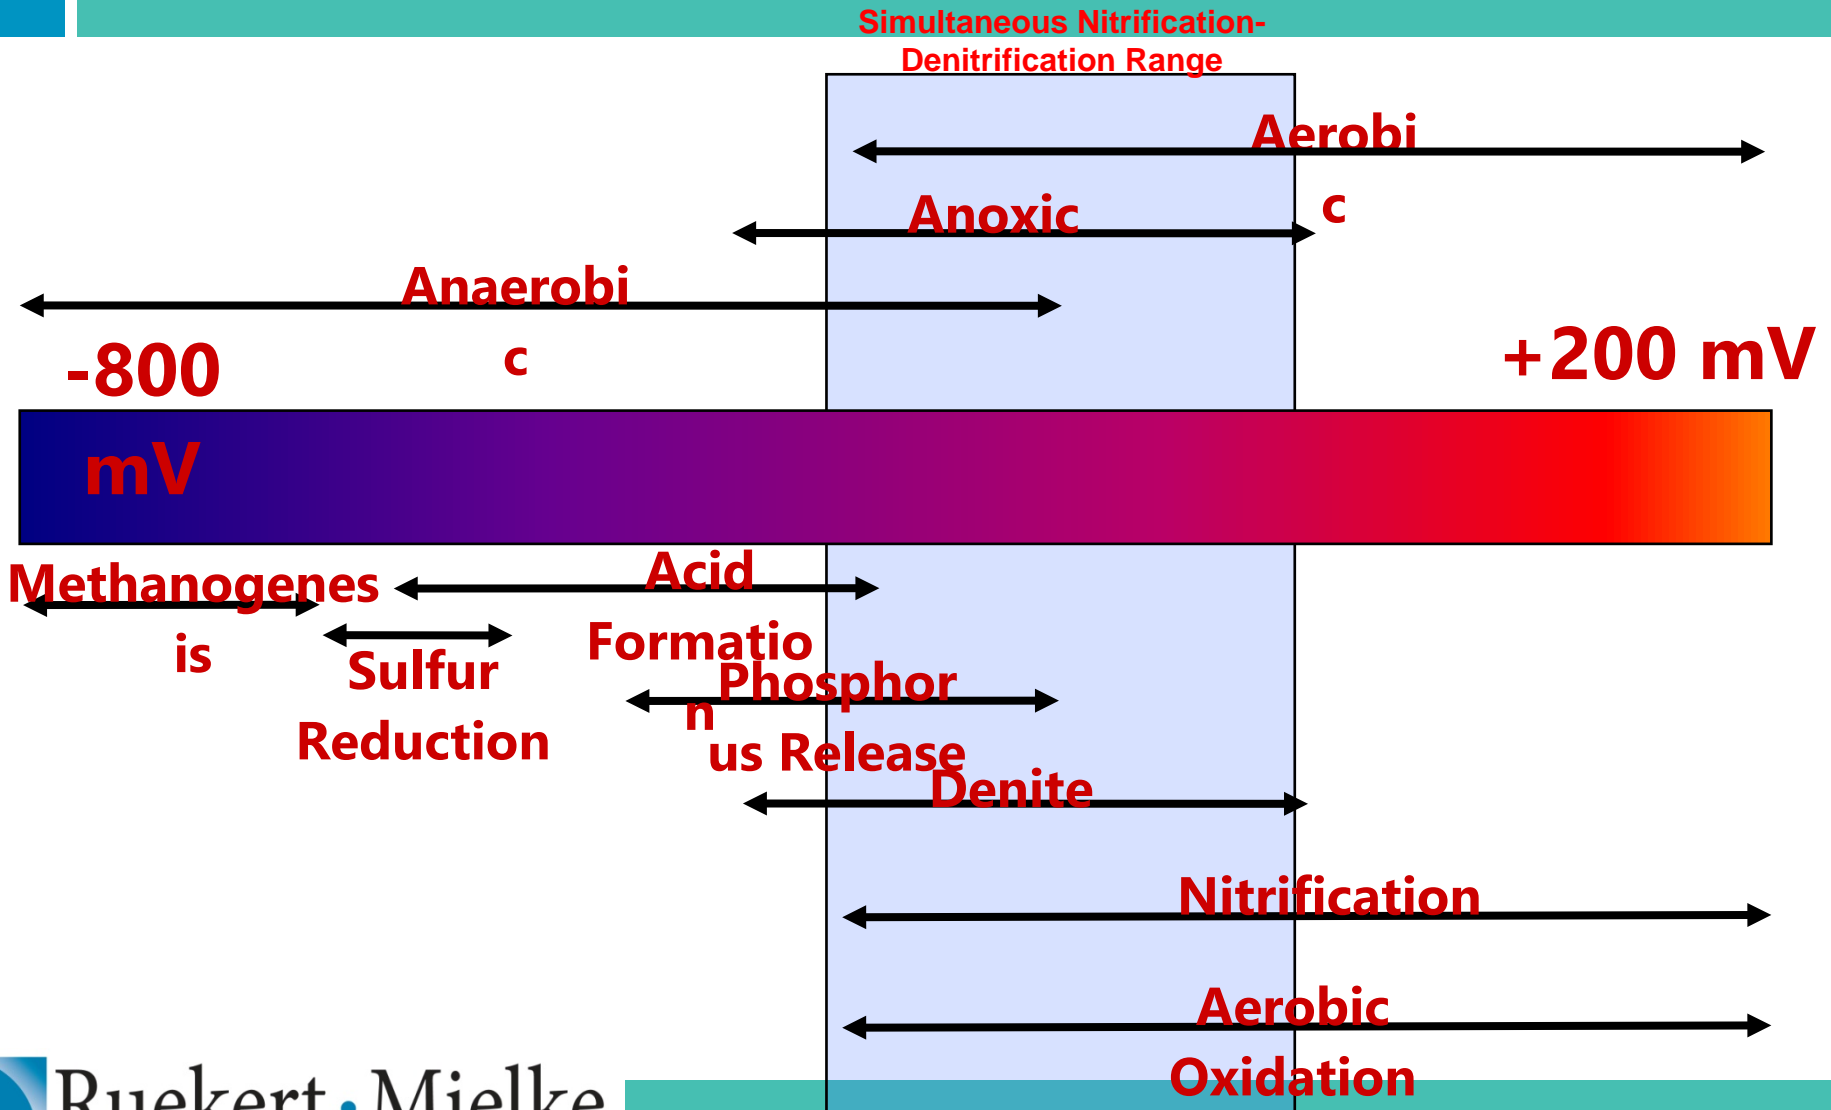 Simultaneous Nitrification-
Denitrification Range
Aerobi
c
Anoxic
Anaerobi
c
-800
mV
+200 mV
Methanogenes
is
Sulfur
Reduction
Acid
Formatio
n
Phosphor
us Release
Denite
Nitrification
Aerobic
Oxidation
Ruekert·Mielke